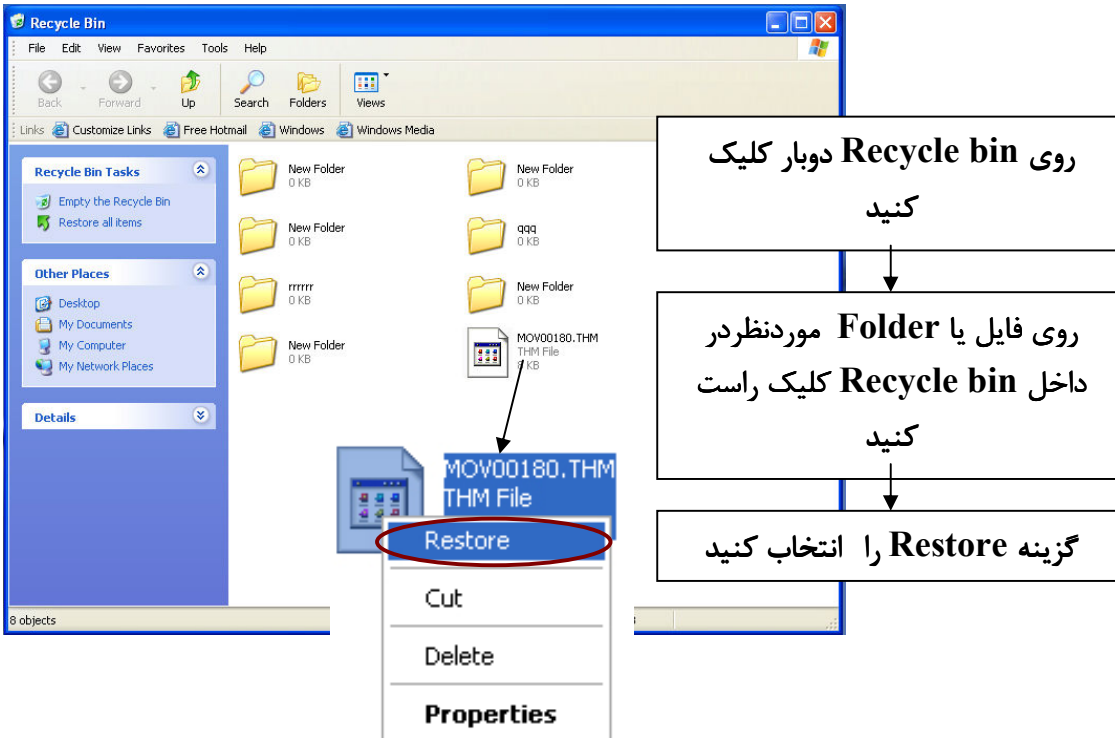 Recycle Bin
File Edit View Favorites Tools Help
Back Forward Up Search Folders Views
Links Customize Links Free Hotmail Windows Windows Media
Recycle Bin Tasks
Empty the Recycle Bin
Restore all items
Other Places
Desktop
My Documents
My Computer
My Network Places
Details
New Folder
0 KB
New Folder
0 KB
New Folder
0 KB
qqq
0 KB
rrrrrr
0 KB
New Folder
0 KB
New Folder
0 KB
MOV00180.THM
THM File
8 KB
MOV00180.THM
THM File
Restore
Cut
Delete
Properties
8 objects
روی Recycle bin دوبار کلیک
کنید
روی فایل یا Folder موردنظردر
داخل Recycle bin کلیک راست
کنید
گزینه Restore را انتخاب کنید